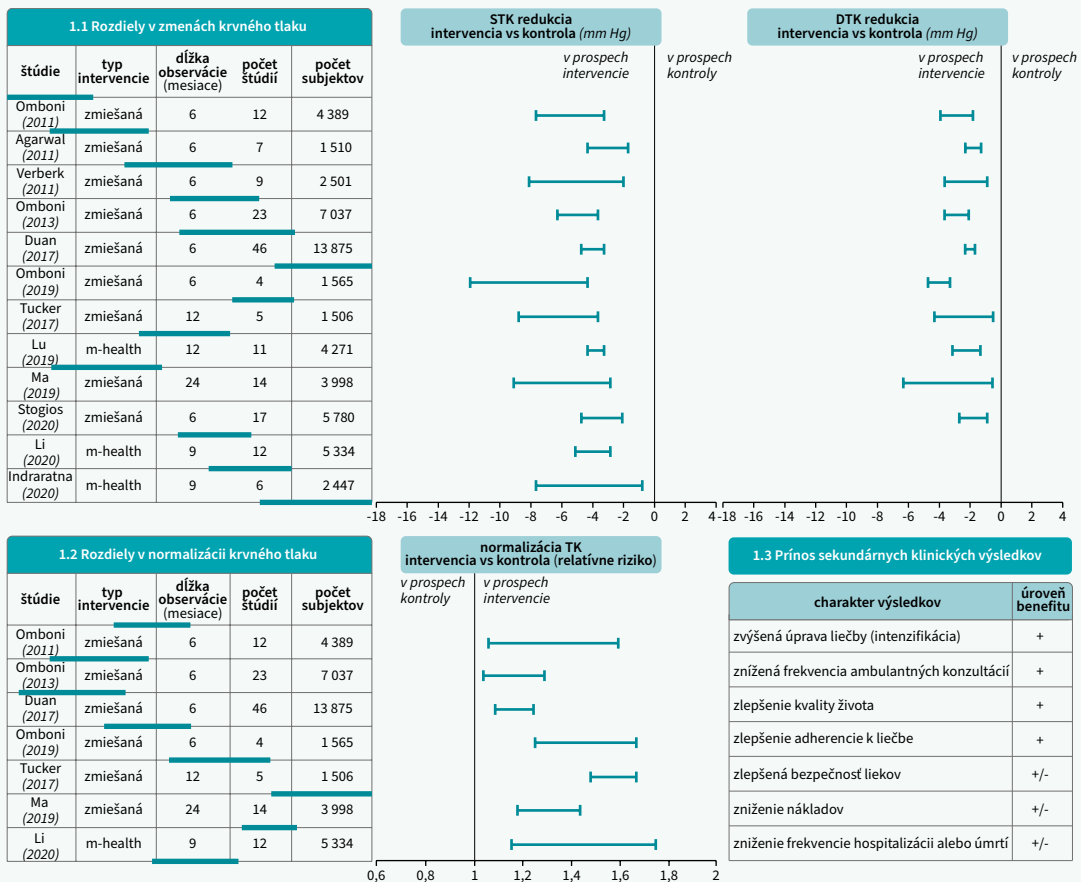 1.1 Rozdiely v zmenách krvného tlaku
štúdie typ intervencie dĺžka observácie (mesiace) počet štúdií počet subjektov
Omboni (2011) zmiešaná 6 12 4 389
Agarwal (2011) zmiešaná 6 7 1 510
Verberk (2011) zmiešaná 6 9 2 501
Omboni (2013) zmiešaná 6 23 7 037
Duan (2017) zmiešaná 6 46 13 875
Omboni (2019) zmiešaná 6 4 1 565
Tucker (2017) zmiešaná 12 5 1 506
Lu (2019) m-health 12 11 4 271
Ma (2019) zmiešaná 24 14 3 998
Stogios (2020) zmiešaná 6 17 5 780
Li (2020) m-health 9 12 5 334
Indraratna (2020) m-health 9 6 2 447
STK redukcia
intervencia vs kontrola (mm Hg)
v prospech intervencie
v prospech kontroly
-18 -16 -14 -12 -10 -8 -6 -4 -2 0 2 4
DTK redukcia
intervencia vs kontrola (mm Hg)
v prospech intervencie
v prospech kontroly
-18 -16 -14 -12 -10 -8 -6 -4 -2 0 2 4
1.2 Rozdiely v normalizácii krvného tlaku
štúdie typ intervencie dĺžka observácie (mesiace) počet štúdií počet subjektov
Omboni (2011) zmiešaná 6 12 4 389
Omboni (2013) zmiešaná 6 23 7 037
Duan (2017) zmiešaná 6 46 13 875
Omboni (2019) zmiešaná 6 4 1 565
Tucker (2017) zmiešaná 12 5 1 506
Ma (2019) zmiešaná 24 14 3 998
Li (2020) m-health 9 12 5 334
normalizácia TK
intervencia vs kontrola (relatívne riziko)
v prospech kontroly
v prospech intervencie
0,6 0,8 1 1,2 1,4 1,6 1,8 2
1.3 Prínos sekundárnych klinických výsledkov
charakter výsledkov úroveň benefitu
zvýšená úprava liečby (intenzifikácia) +
znížená frekvencia ambulantných konzultácií +
zlepšenie kvality života +
zlepšenie adherencie k liečbe +
zlepšená bezpečnosť liekov +/-
zniženie nákladov +/-
zniženie frekvencie hospitalizácii alebo úmrtí +/-